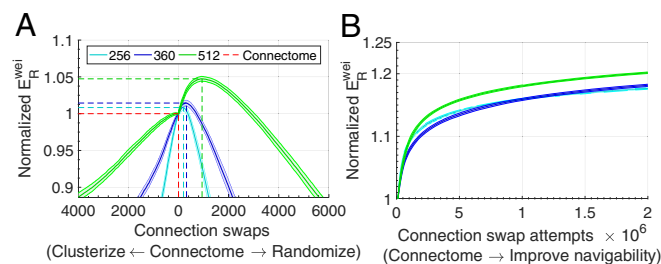 A
B
Normalized E_R^wei
1.1
1.05
1
0.95
0.9
256 360 512 Connectome
4000 2000 0 2000 4000 6000
Connection swaps
(Clusterize ← Connectome → Randomize)
Normalized E_R^wei
1.25
1.2
1.1
1
0 0.5 1 1.5 2
Connection swap attempts × 10^6
(Connectome → Improve navigability)